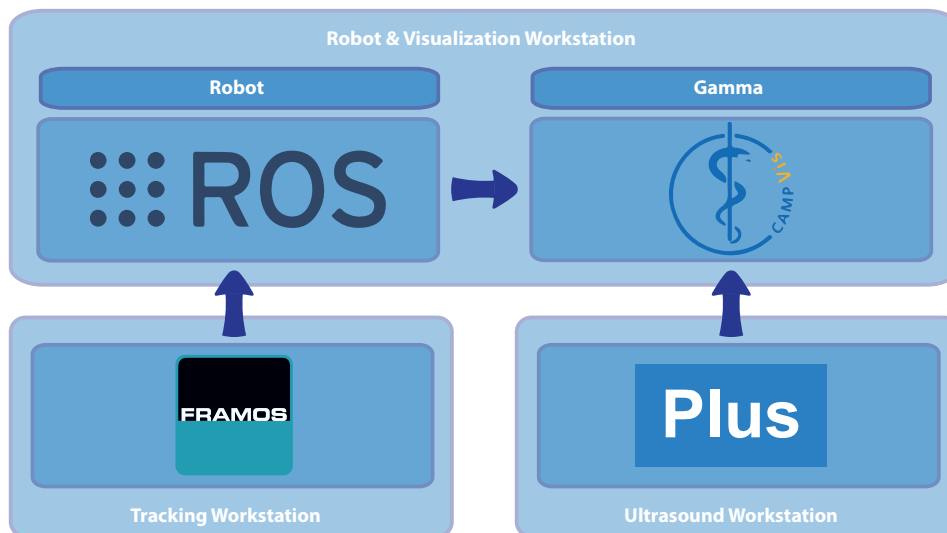 Robot & Visualization Workstation
Robot
Gamma
ROS
CAMP
VIS
FRAMOS
Plus
Tracking Workstation
Ultrasound Workstation